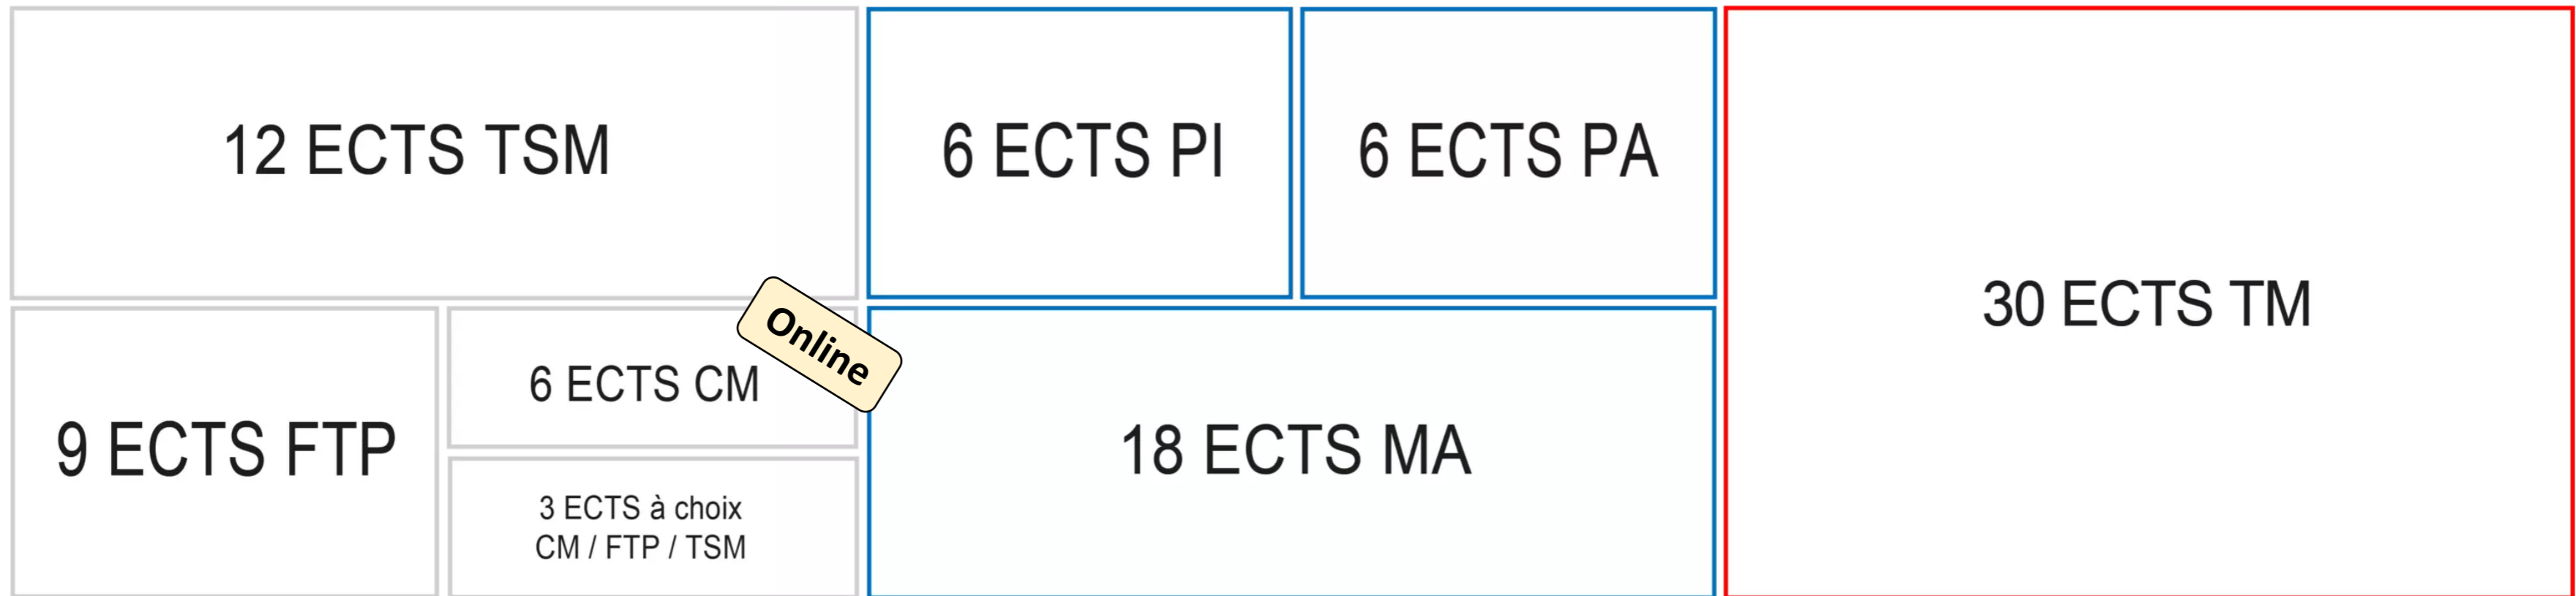 12 ECTS TSM
6 ECTS PI
6 ECTS PA
30 ECTS TM
Online
6 ECTS CM
9 ECTS FTP
18 ECTS MA
3 ECTS à choix
CM / FTP / TSM